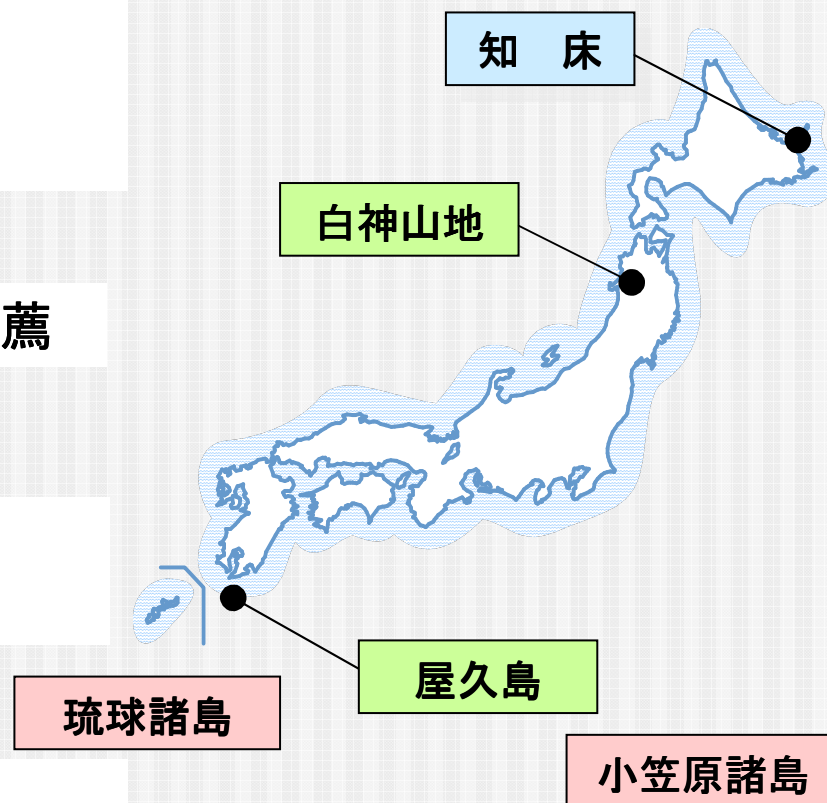 知　床
白神山地
薦
屋久島
琉球諸島
小笠原諸島